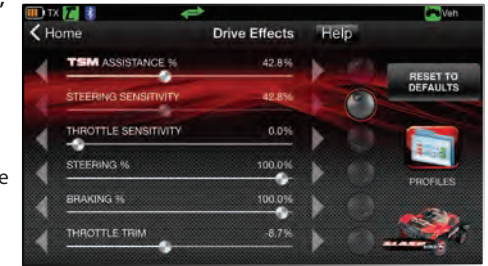 ,
TX
Veh
Home
Drive Effects
Help
TSM ASSISTANCE % 42.8%
STEERING SENSITIVITY 42.8%
RESET TO
DEFAULTS
THROTTLE SENSITIVITY 0.0%
e
STEERING % 100.0%
PROFILES
BRAKING % 100.0%
THROTTLE TRIM -8.7%
SLASH